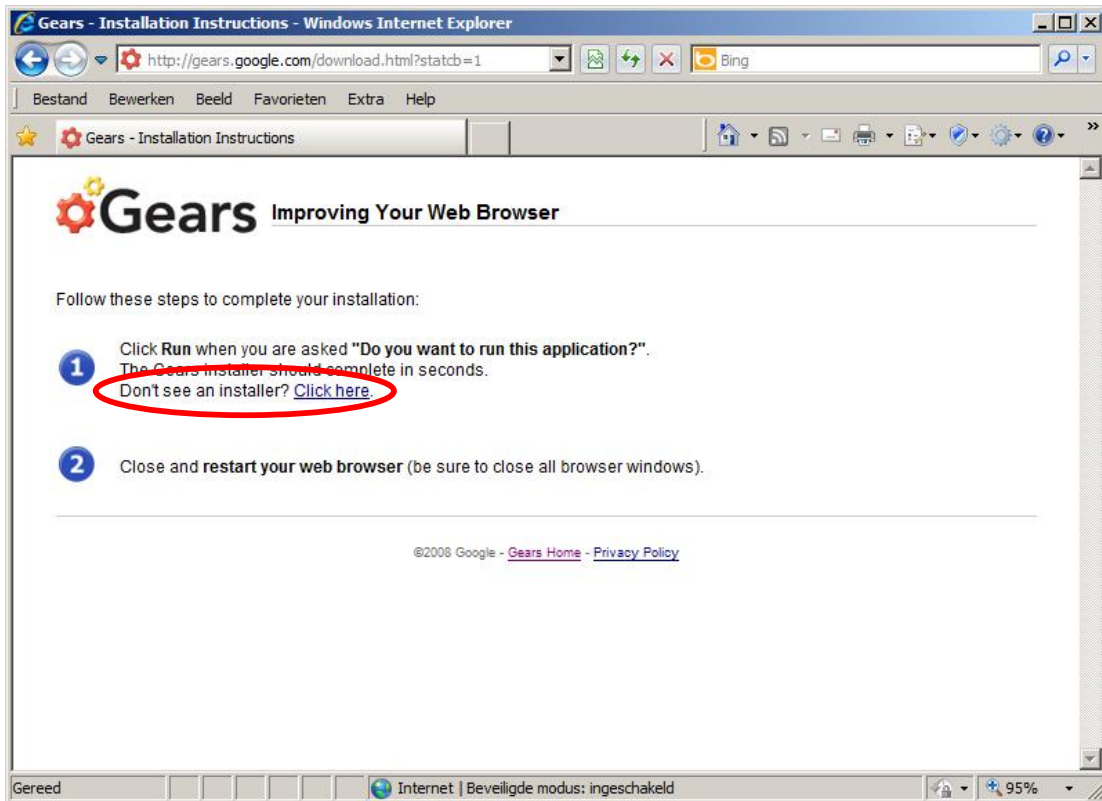 Gears - Installation Instructions - Windows Internet Explorer
http://gears.google.com/download.html?statcb=1
Bing
Bestand Bewerken Beeld Favorieten Extra Help
Gears - Installation Instructions
Gears Improving Your Web Browser
Follow these steps to complete your installation:
1 Click Run when you are asked "Do you want to run this application?".
The Gears installer should complete in seconds.
Don't see an installer? Click here.
2 Close and restart your web browser (be sure to close all browser windows).
©2008 Google - Gears Home - Privacy Policy
Gereed Internet | Beveiligde modus: ingeschakeld 95%